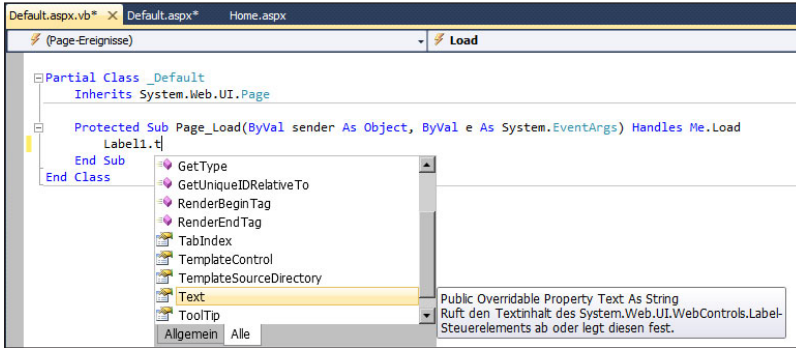 Default.aspx.vb* Default.aspx* Home.aspx
(Page-Ereignisse) Load
Partial Class _Default
Inherits System.Web.UI.Page
Protected Sub Page_Load(ByVal sender As Object, ByVal e As System.EventArgs) Handles Me.Load
Label1.t
End Sub
End Class
GetType
GetUniqueIDRelativeTo
RenderBeginTag
RenderEndTag
TabIndex
TemplateControl
TemplateSourceDirectory
Text
ToolTip
Allgemein Alle
Public Overridable Property Text As String
Ruft den Textinhalt des System.Web.UI.WebControls.Label-
Steuerelements ab oder legt diesen fest.